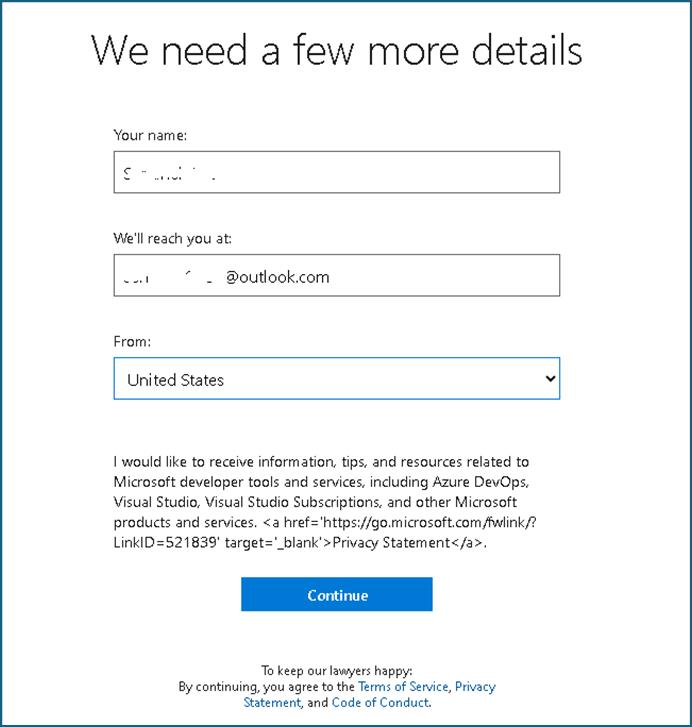 We need a few more details
Your name:
We'll reach you at:
@outlook.com
From:
United States
I would like to receive information, tips, and resources related to
Microsoft developer tools and services, including Azure DevOps,
Visual Studio, Visual Studio Subscriptions, and other Microsoft
products and services. <a href='https://go.microsoft.com/fwlink/?
LinkID=521839' target='_blank'>Privacy Statement</a>.
Continue
To keep our lawyers happy:
By continuing, you agree to the Terms of Service, Privacy
Statement, and Code of Conduct.